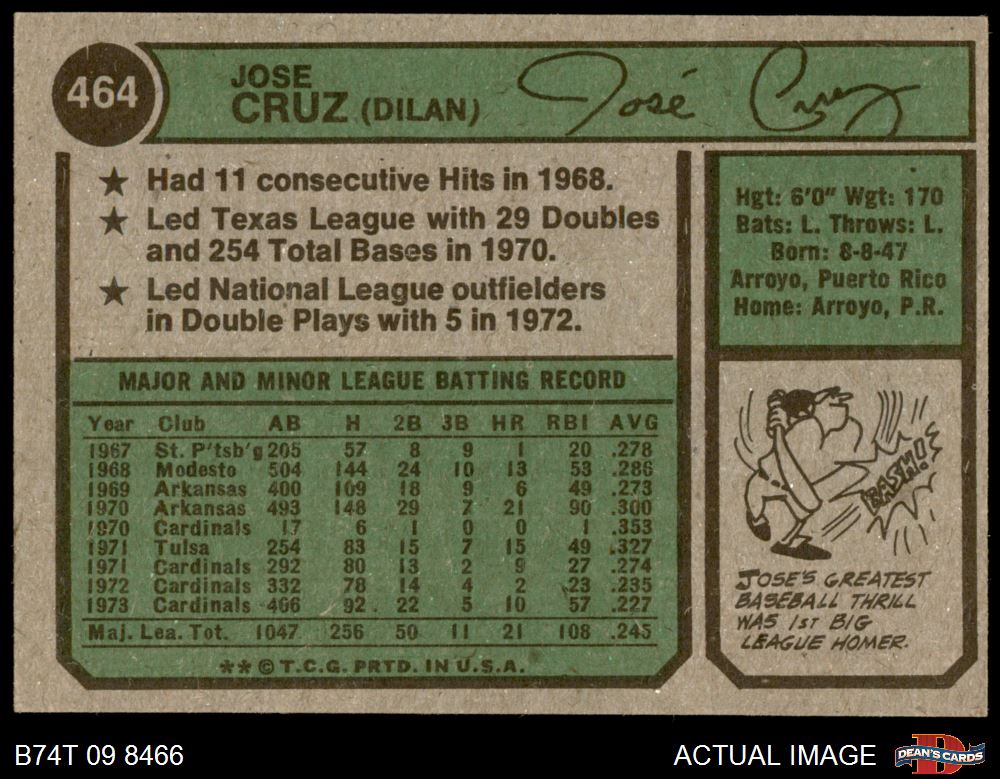 464
JOSE
CRUZ (DILAN)
José Cruz
★ Had 11 consecutive Hits in 1968.
★ Led Texas League with 29 Doubles
and 254 Total Bases in 1970.
★ Led National League outfielders
in Double Plays with 5 in 1972.
Hgt: 6'0" Wgt: 170
Bats: L. Throws: L.
Born: 8-8-47
Arroyo, Puerto Rico
Home: Arroyo, P.R.
MAJOR AND MINOR LEAGUE BATTING RECORD
Year Club AB H 2B 3B HR RBI AVG
1967 St. P'tsb'g 205 57 8 9 1 20 .278
1968 Modesto 504 144 24 10 13 53 .286
1969 Arkansas 400 109 18 9 6 49 .273
1970 Arkansas 493 148 29 7 21 90 .300
1970 Cardinals 17 6 1 0 0 1 .353
1971 Tulsa 254 83 15 7 15 49 .327
1971 Cardinals 292 80 13 2 9 27 .274
1972 Cardinals 332 78 14 4 2 23 .235
1973 Cardinals 406 92 22 5 10 57 .227
Maj. Lea. Tot. 1047 256 50 11 21 108 .245
**©T.C.G. PRTD. IN U.S.A.
BASH!
JOSE'S GREATEST
BASEBALL THRILL
WAS 1ST BIG
LEAGUE HOMER.
B74T 09 8466
ACTUAL IMAGE
DEAN'S CARDS